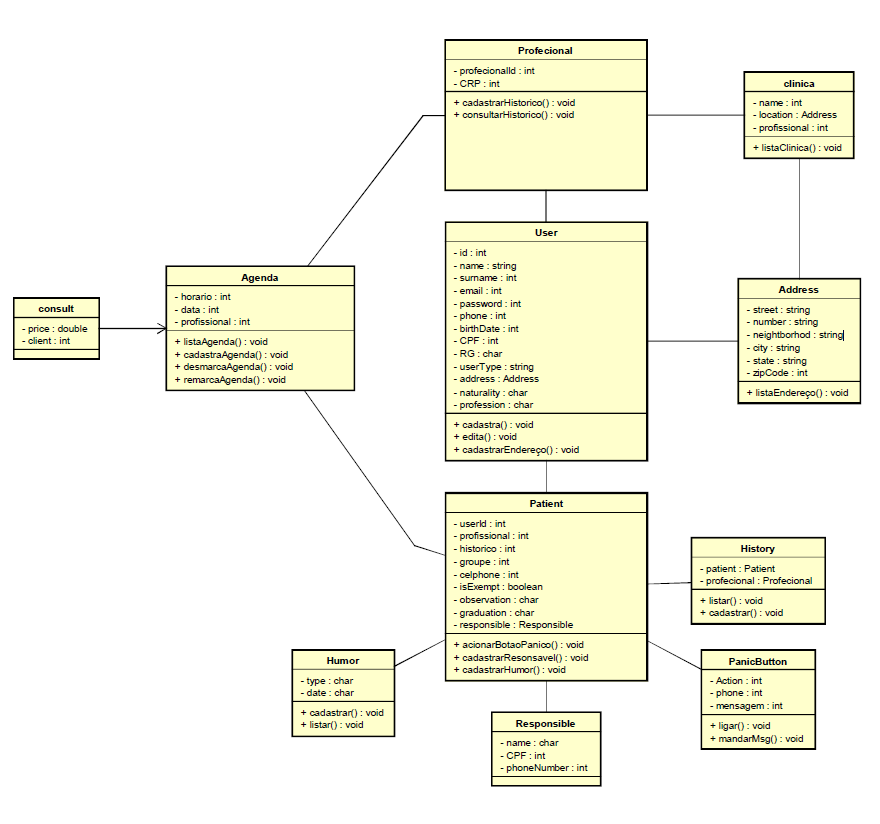 Profecional
- profecionalId : int
- CRP : int
+ cadastrarHistorico() : void
+ consultarHistorico() : void
clinica
- name : int
- location : Address
- profissional : int
+ listaClinica() : void
User
- id : int
- name : string
- surname : int
- email : int
- password : int
- phone : int
- birthDate : int
- CPF : int
- RG : char
- userType : string
- address : Address
- naturality : char
- profession : char
+ cadastra() : void
+ edita() : void
+ cadastrarEndereço() : void
Agenda
- horario : int
- data : int
- profissional : int
+ listaAgenda() : void
+ cadastraAgenda() : void
+ desmarcaAgenda() : void
+ remarcaAgenda() : void
consult
- price : double
- client : int
Address
- street : string
- number : string
- neightborhod : string
- city : string
- state : string
- zipCode : int
+ listaEndereço() : void
Patient
- userId : int
- profissional : int
- historico : int
- groupe : int
- celphone : int
- isExempt : boolean
- observation : char
- graduation : char
- responsible : Responsible
+ acionarBotaoPanico() : void
+ cadastrarResonsavel() : void
+ cadastrarHumor() : void
History
- patient : Patient
- profecional : Profecional
+ listar() : void
+ cadastrar() : void
Humor
- type : char
- date : char
+ cadastrar() : void
+ listar() : void
PanicButton
- Action : int
- phone : int
- mensagem : int
+ ligar() : void
+ mandarMsg() : void
Responsible
- name : char
- CPF : int
- phoneNumber : int